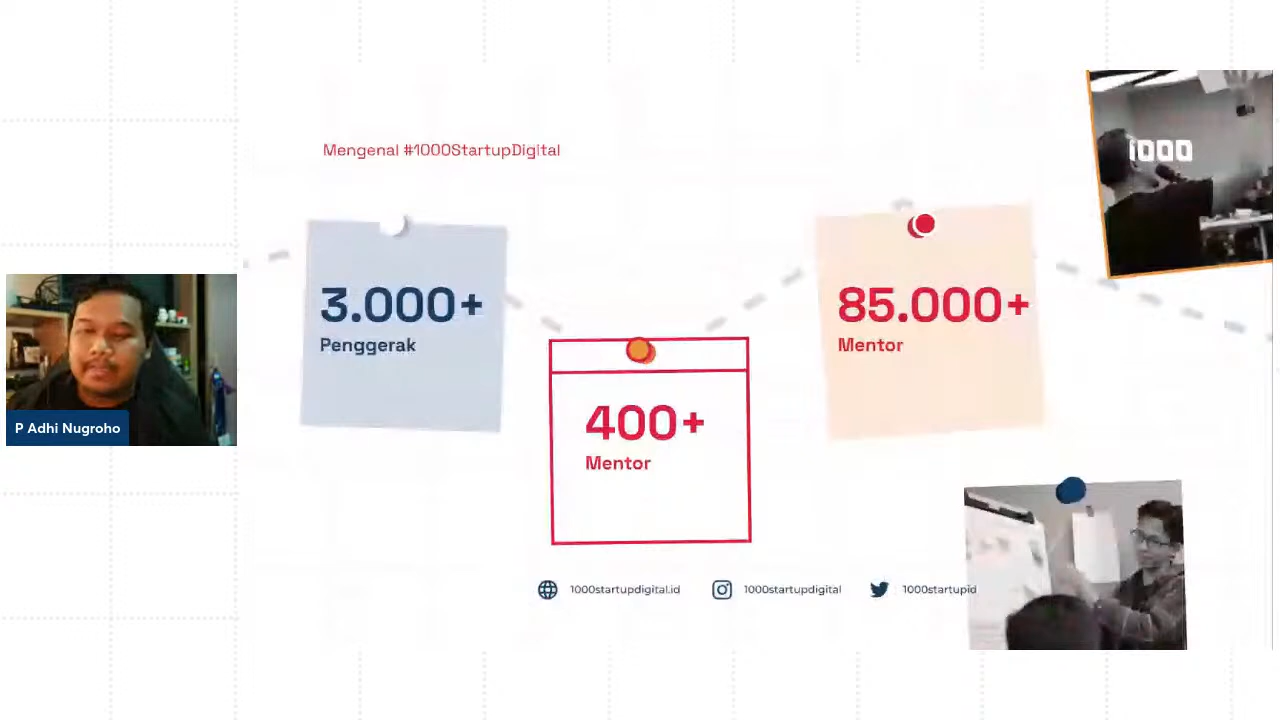 Mengenal #1000StartupDigital
1000
3.000+
Penggerak
85.000+
Mentor
400+
Mentor
P Adhi Nugroho
1000startupdigital.id
1000startupdigital
1000startupid